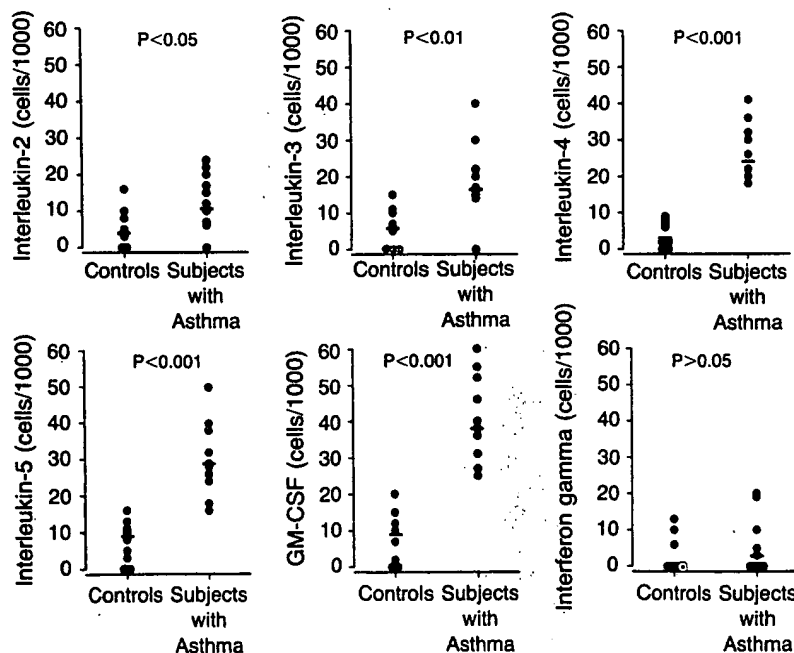 Interleukin-2 (cells/1000)
60
50
40
30
20
10
0
P<0.05
Controls Subjects
with
Asthma
Interleukin-3 (cells/1000)
60
50
40
30
20
10
0
P<0.01
Controls Subjects
with
Asthma
Interleukin-4 (cells/1000)
60
50
40
30
20
10
0
P<0.001
Controls Subjects
with
Asthma
Interleukin-5 (cells/1000)
60
50
40
30
20
10
0
P<0.001
Controls Subjects
with
Asthma
GM-CSF (cells/1000)
60
50
40
30
20
10
0
P<0.001
Controls Subjects
with
Asthma
Interferon gamma (cells/1000)
60
50
40
30
20
10
0
P>0.05
Controls Subjects
with
Asthma